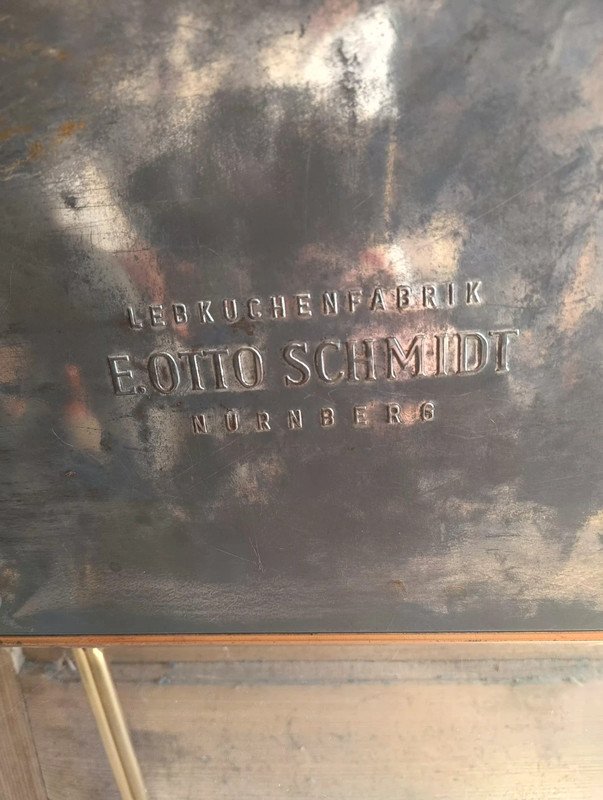 LEBKUCHENFABRIK
E. OTTO SCHMIDT
NÜRNBERG